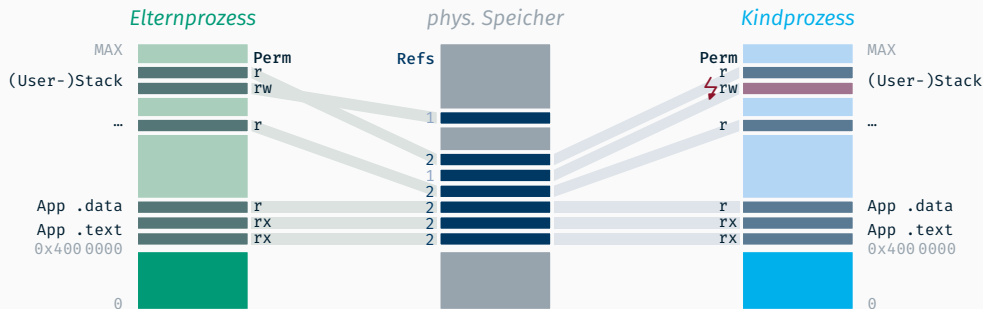 Elternprozess phys. Speicher Kindprozess
MAX Perm Refs Perm MAX
r r
(User-)Stack rw rw (User-)Stack
1
… r r …
2
1
2
App .data r 2 r App .data
rx 2 rx
App .text rx 2 rx App .text
0x400 0000 0x400 0000
0 0